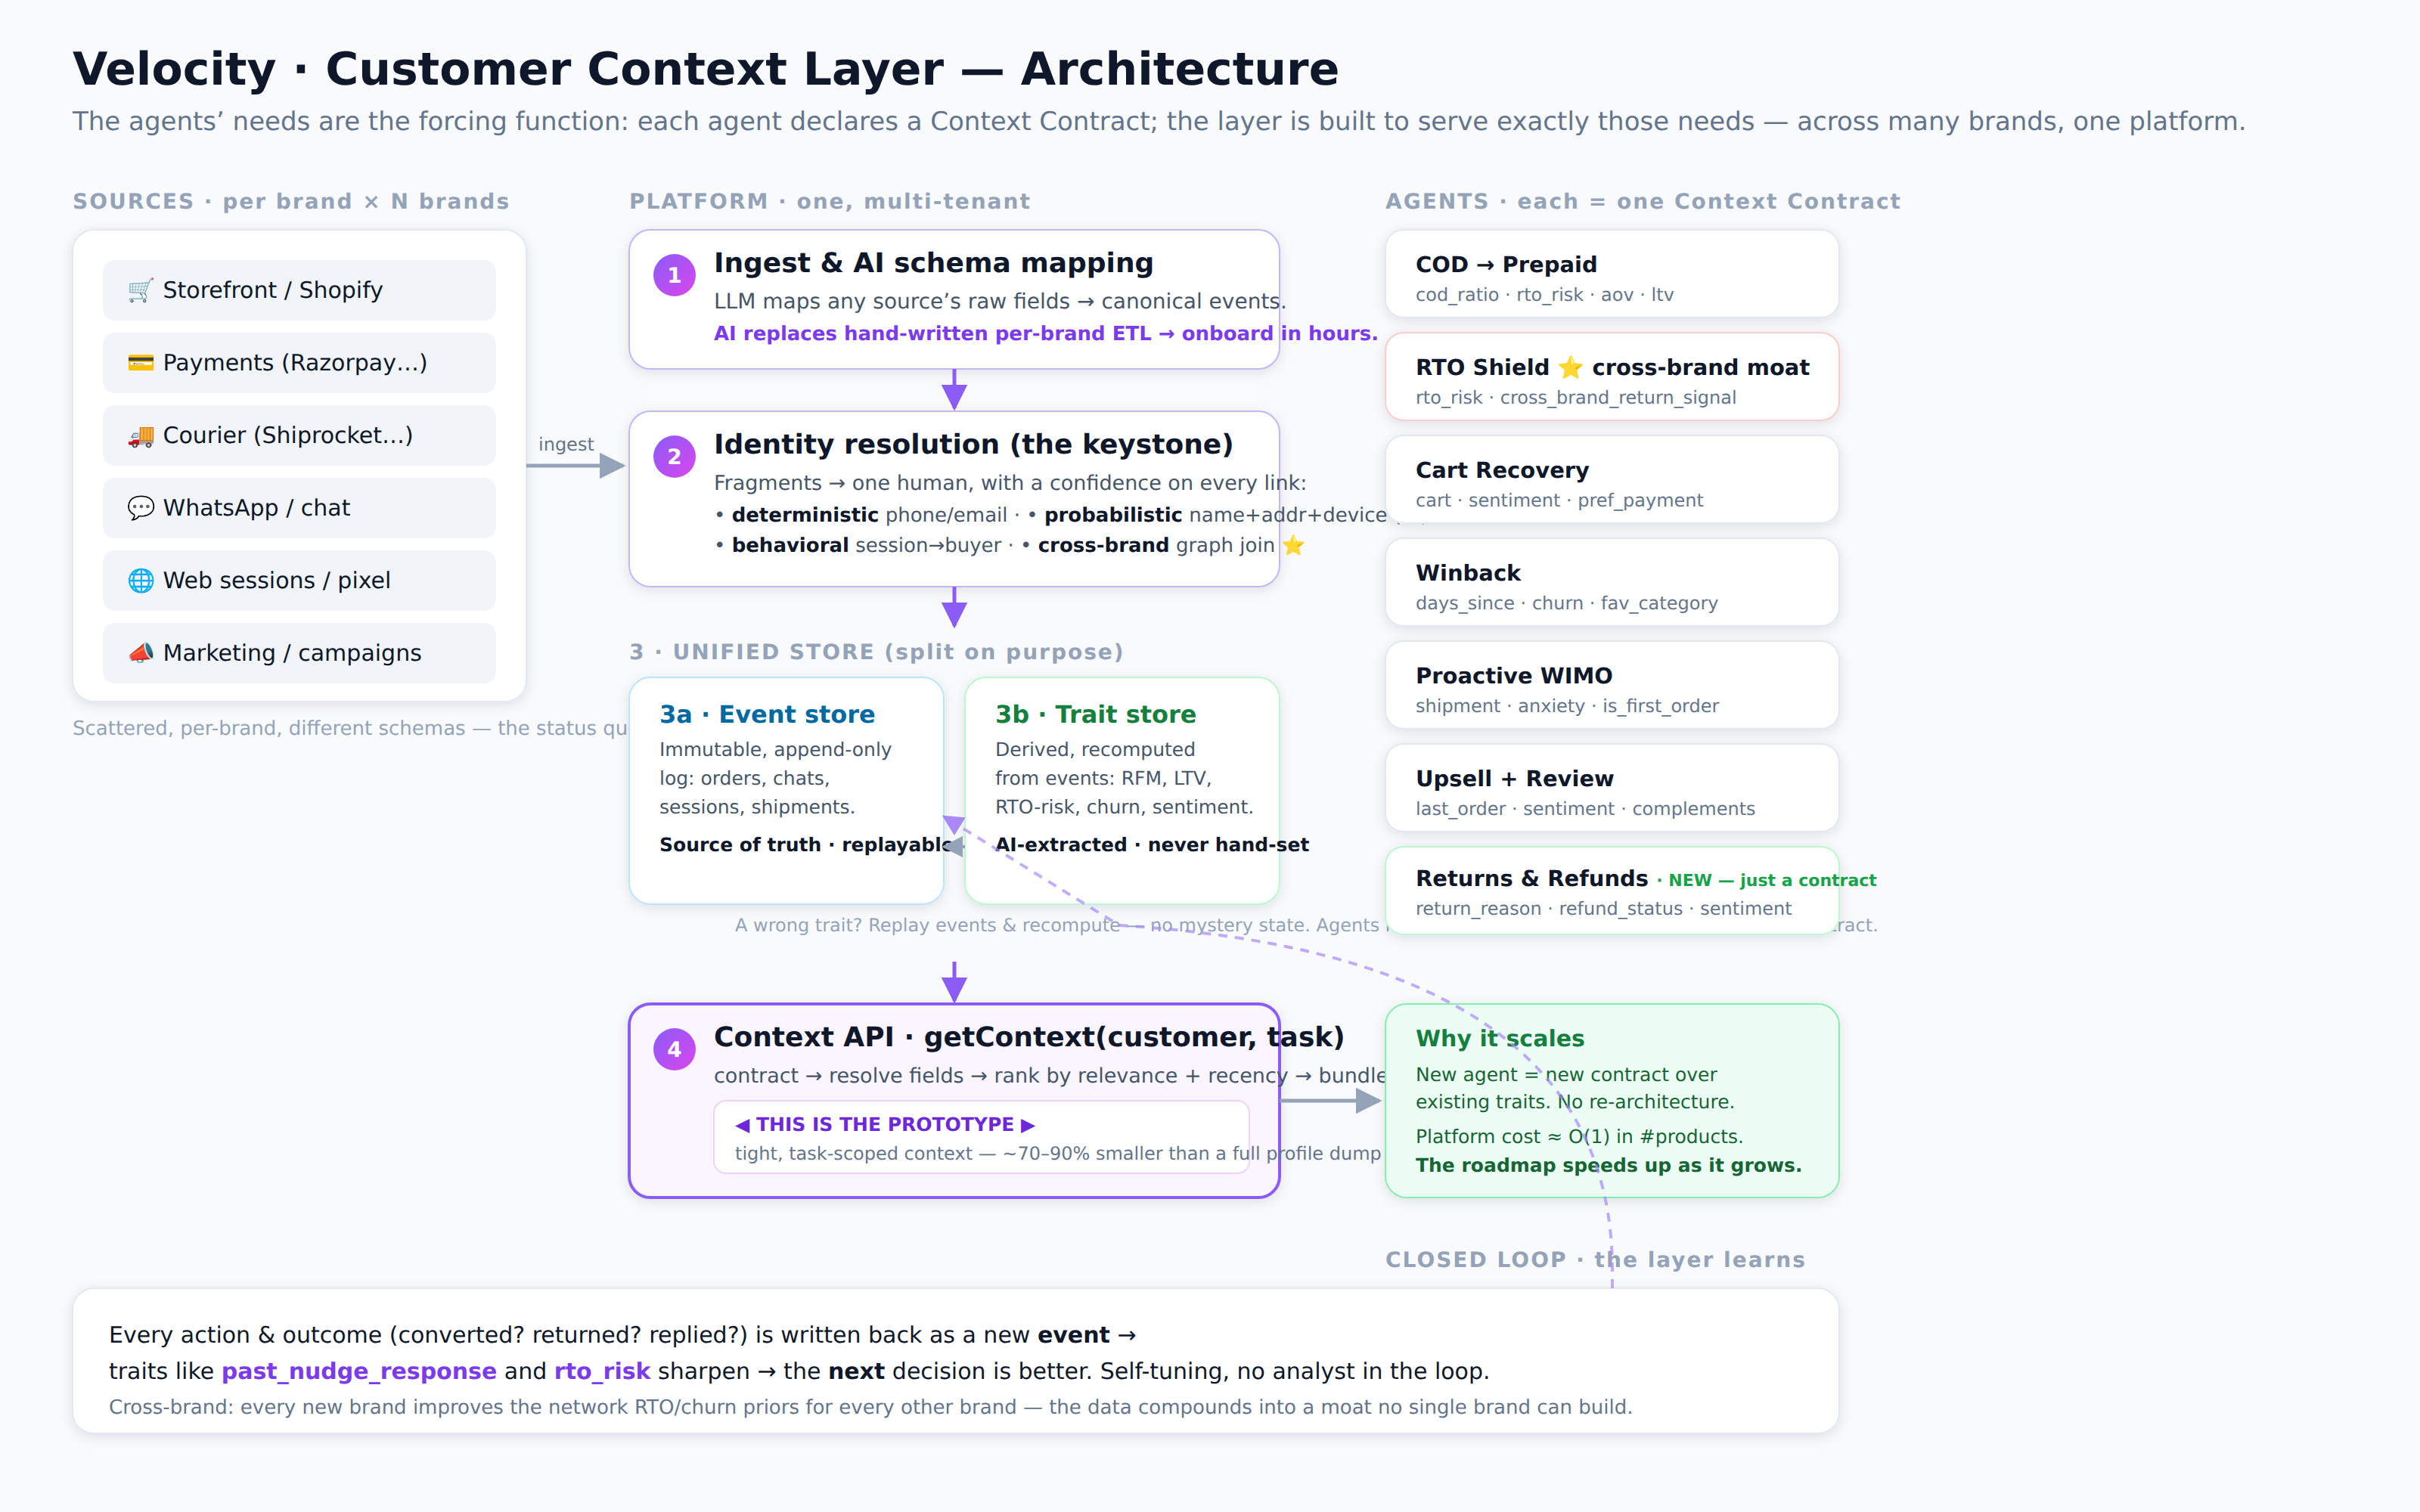 Velocity · Customer Context Layer — Architecture
The agents’ needs are the forcing function: each agent declares a Context Contract; the layer is built to serve exactly those needs — across many brands, one platform.
SOURCES · per brand × N brands
🛒 Storefront / Shopify
💳 Payments (Razorpay…)
🚚 Courier (Shiprocket…)
💬 WhatsApp / chat
🌐 Web sessions / pixel
📣 Marketing / campaigns
Scattered, per-brand, different schemas — the status
ingest
PLATFORM · one, multi-tenant
1
Ingest & AI schema mapping
LLM maps any source’s raw fields → canonical events.
AI replaces hand-written per-brand ETL → onboard in hours.
2
Identity resolution (the keystone)
Fragments → one human, with a confidence on every link:
• deterministic phone/email · • probabilistic name+addr+device
• behavioral session→buyer · • cross-brand graph join ⭐
3 · UNIFIED STORE (split on purpose)
3a · Event store
Immutable, append-only
log: orders, chats,
sessions, shipments.
Source of truth · replayable
3b · Trait store
Derived, recomputed
from events: RFM, LTV,
RTO-risk, churn, sentiment.
AI-extracted · never hand-set
A wrong trait? Replay events & recompute — no mystery state. Agents
4
Context API · getContext(customer, task)
contract → resolve fields → rank by relevance + recency → bundle
◀ THIS IS THE PROTOTYPE ▶
tight, task-scoped context — ~70–90% smaller than a full profile dump
AGENTS · each = one Context Contract
COD → Prepaid
cod_ratio · rto_risk · aov · ltv
RTO Shield ⭐ cross-brand moat
rto_risk · cross_brand_return_signal
Cart Recovery
cart · sentiment · pref_payment
Winback
days_since · churn · fav_category
Proactive WIMO
shipment · anxiety · is_first_order
Upsell + Review
last_order · sentiment · complements
Returns & Refunds · NEW — just a contract
return_reason · refund_status · sentiment
Why it scales
New agent = new contract over
existing traits. No re-architecture.
Platform cost ≈ O(1) in #products.
The roadmap speeds up as it grows.
CLOSED LOOP · the layer learns
Every action & outcome (converted? returned? replied?) is written back as a new event →
traits like past_nudge_response and rto_risk sharpen → the next decision is better. Self-tuning, no analyst in the loop.
Cross-brand: every new brand improves the network RTO/churn priors for every other brand — the data compounds into a moat no single brand can build.